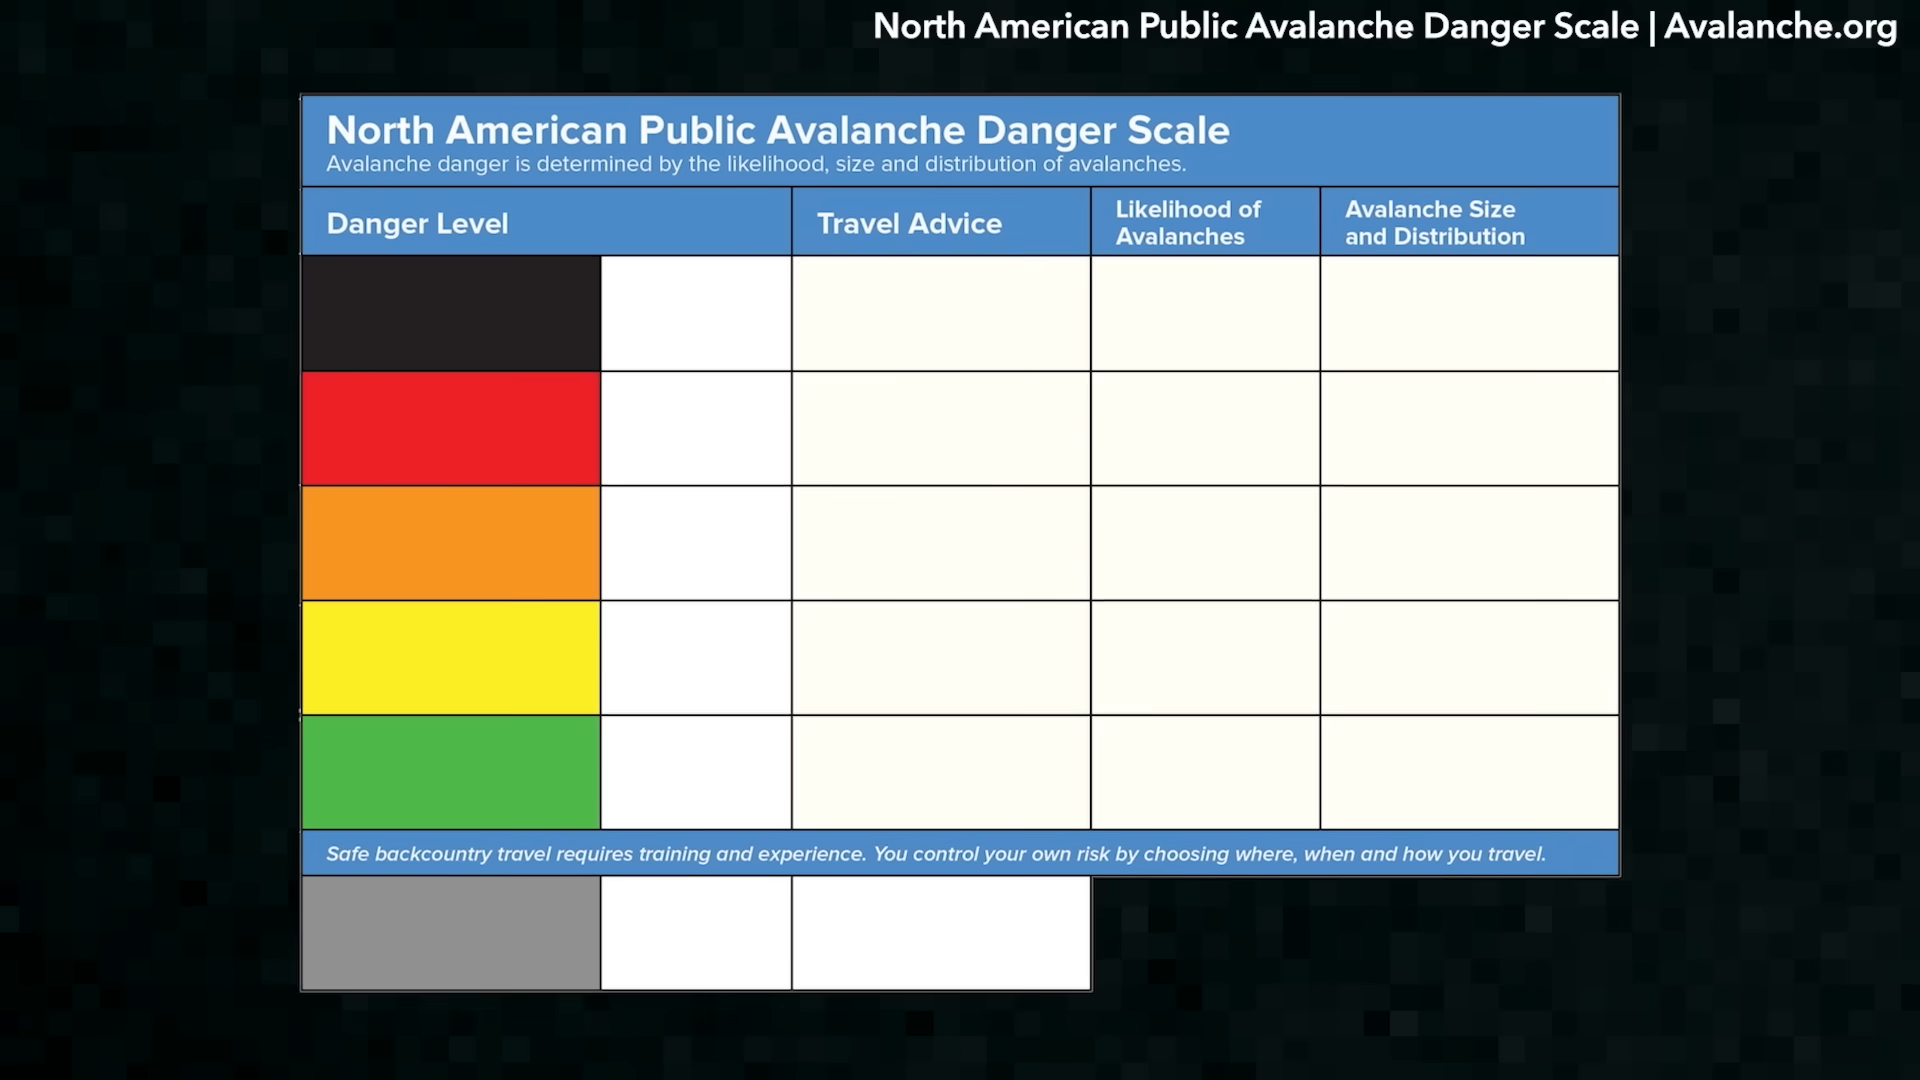 North American Public Avalanche Danger Scale | Avalanche.org
North American Public Avalanche Danger Scale
Avalanche danger is determined by the likelihood, size and distribution of avalanches.
Danger Level
Travel Advice
Likelihood of
Avalanches
Avalanche Size
and Distribution
Safe backcountry travel requires training and experience. You control your own risk by choosing where, when and how you travel.